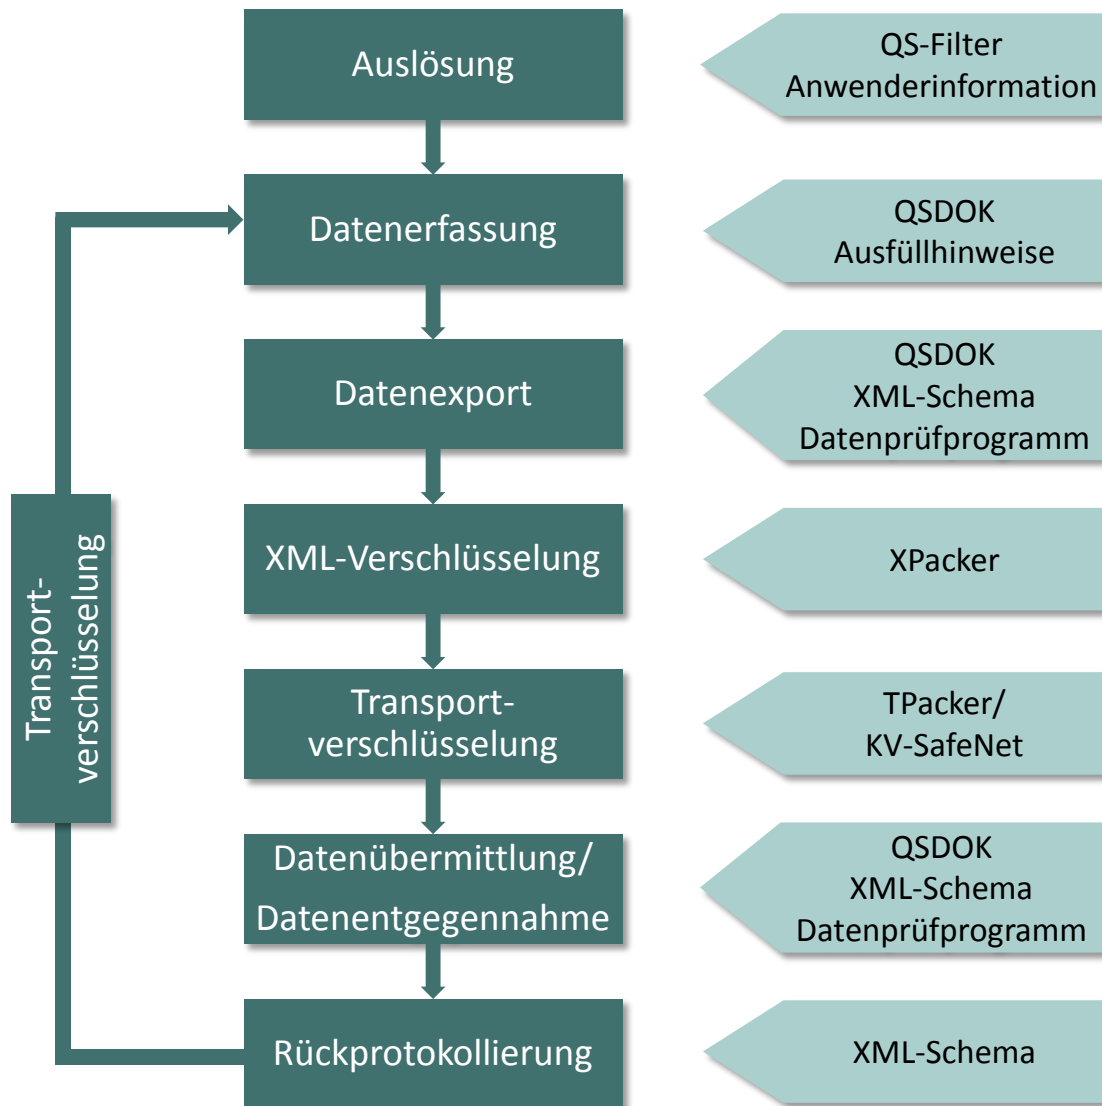 Auslösung
QS-Filter
Anwenderinformation
Datenerfassung
QSDOK
Ausfüllhinweise
Datenexport
QSDOK
XML-Schema
Datenprüfprogramm
XML-Verschlüsselung
XPacker
Transport-
verschlüsselung
Transport-
verschlüsselung
TPacker/
KV-SafeNet
Datenübermittlung/
Datenentgegennahme
QSDOK
XML-Schema
Datenprüfprogramm
Rückprotokollierung
XML-Schema